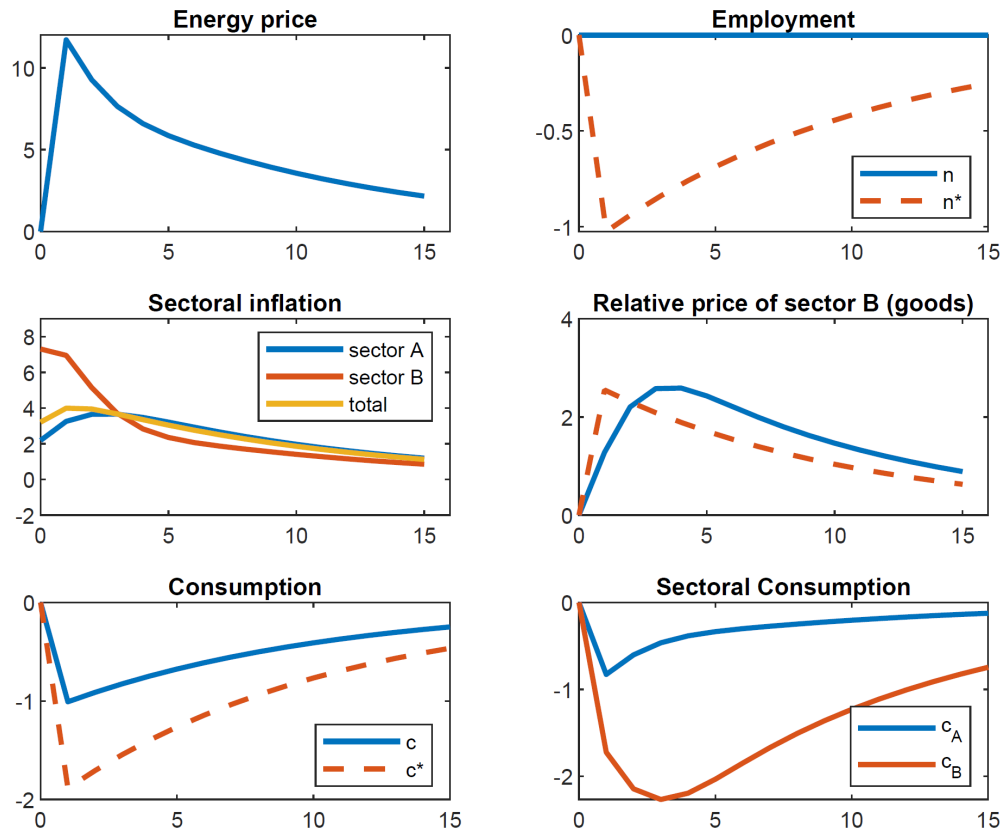 Energy price
10
5
0
0 5 10 15
Employment
0
-0.5
-1
0 5 10 15
n
n*
Sectoral inflation
8
6
4
2
0
-2
0 5 10 15
sector A
sector B
total
Relative price of sector B (goods)
4
2
0
0 5 10 15
Consumption
0
-1
-2
0 5 10 15
c
c*
Sectoral Consumption
0
-1
-2
0 5 10 15
c_A
c_B